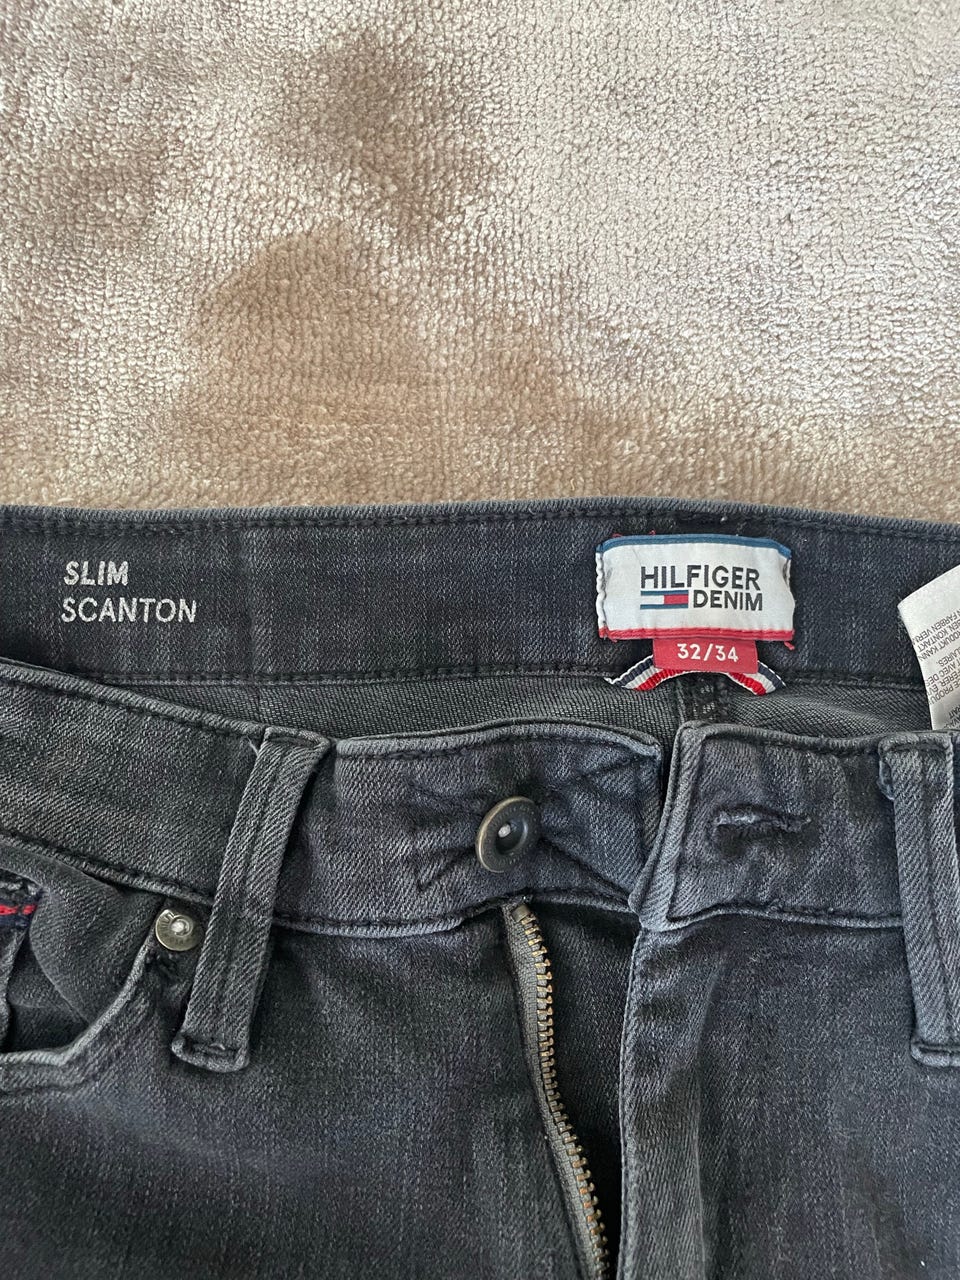 SLIM
SCANTON
HILFIGER
DENIM
32/34